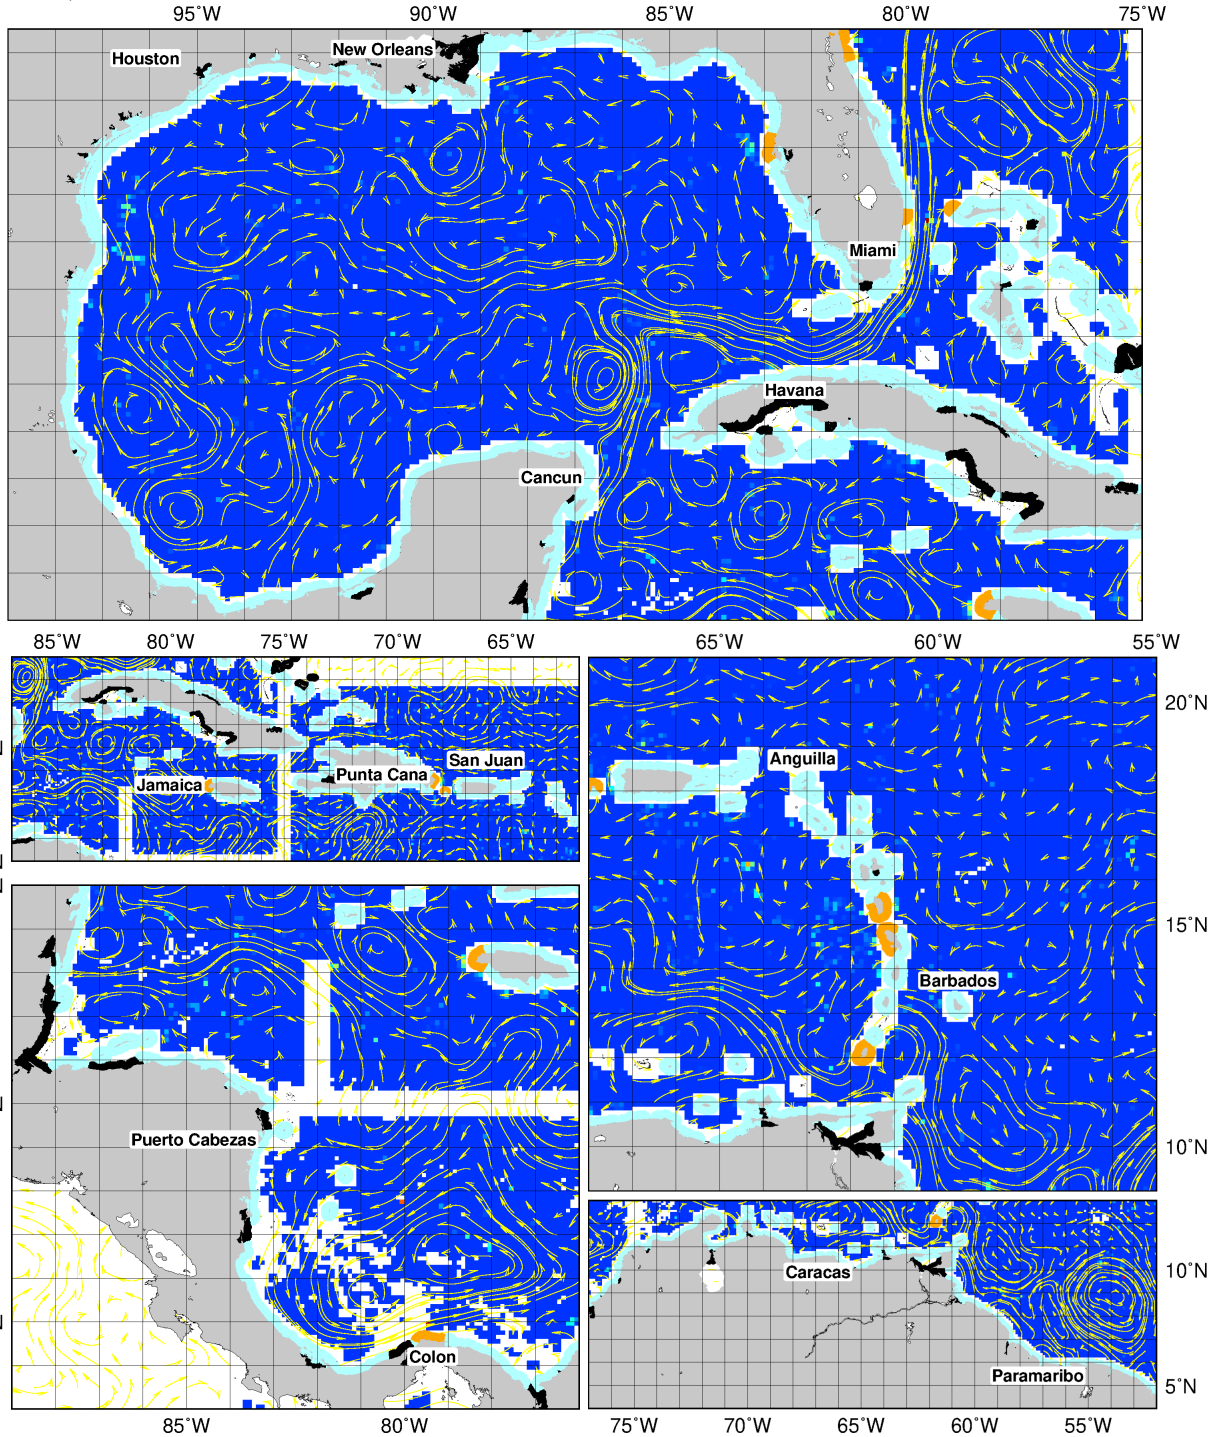 95°W 90°W 85°W 80°W 75°W
New Orleans
Houston
Miami
Havana
Cancun
85°W 80°W 75°W 70°W 65°W 65°W 60°W 55°W
20°N
San Juan
Anguilla
Punta Cana
Jamaica
15°N
Barbados
Puerto Cabezas
10°N
Caracas
10°N
Colon
Paramaribo
5°N
85°W 80°W 75°W 70°W 65°W 60°W 55°W